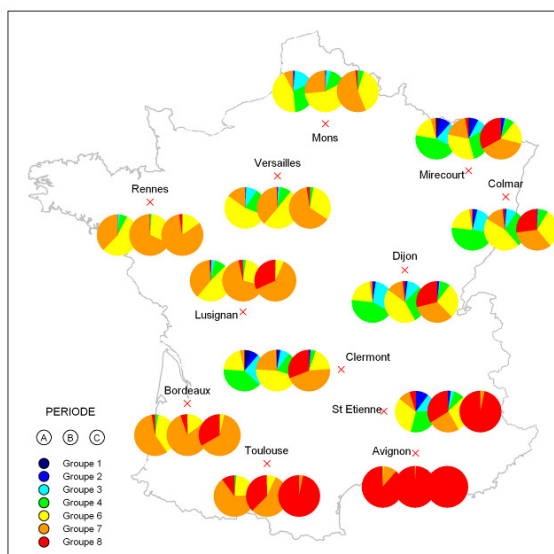 Mons
Versailles
Mirecourt
Rennes
Colmar
Dijon
Lusignan
Clermont
Bordeaux
St Etienne
PERIODE
A B C
Toulouse
Avignon
Groupe 1
Groupe 2
Groupe 3
Groupe 4
Groupe 6
Groupe 7
Groupe 8